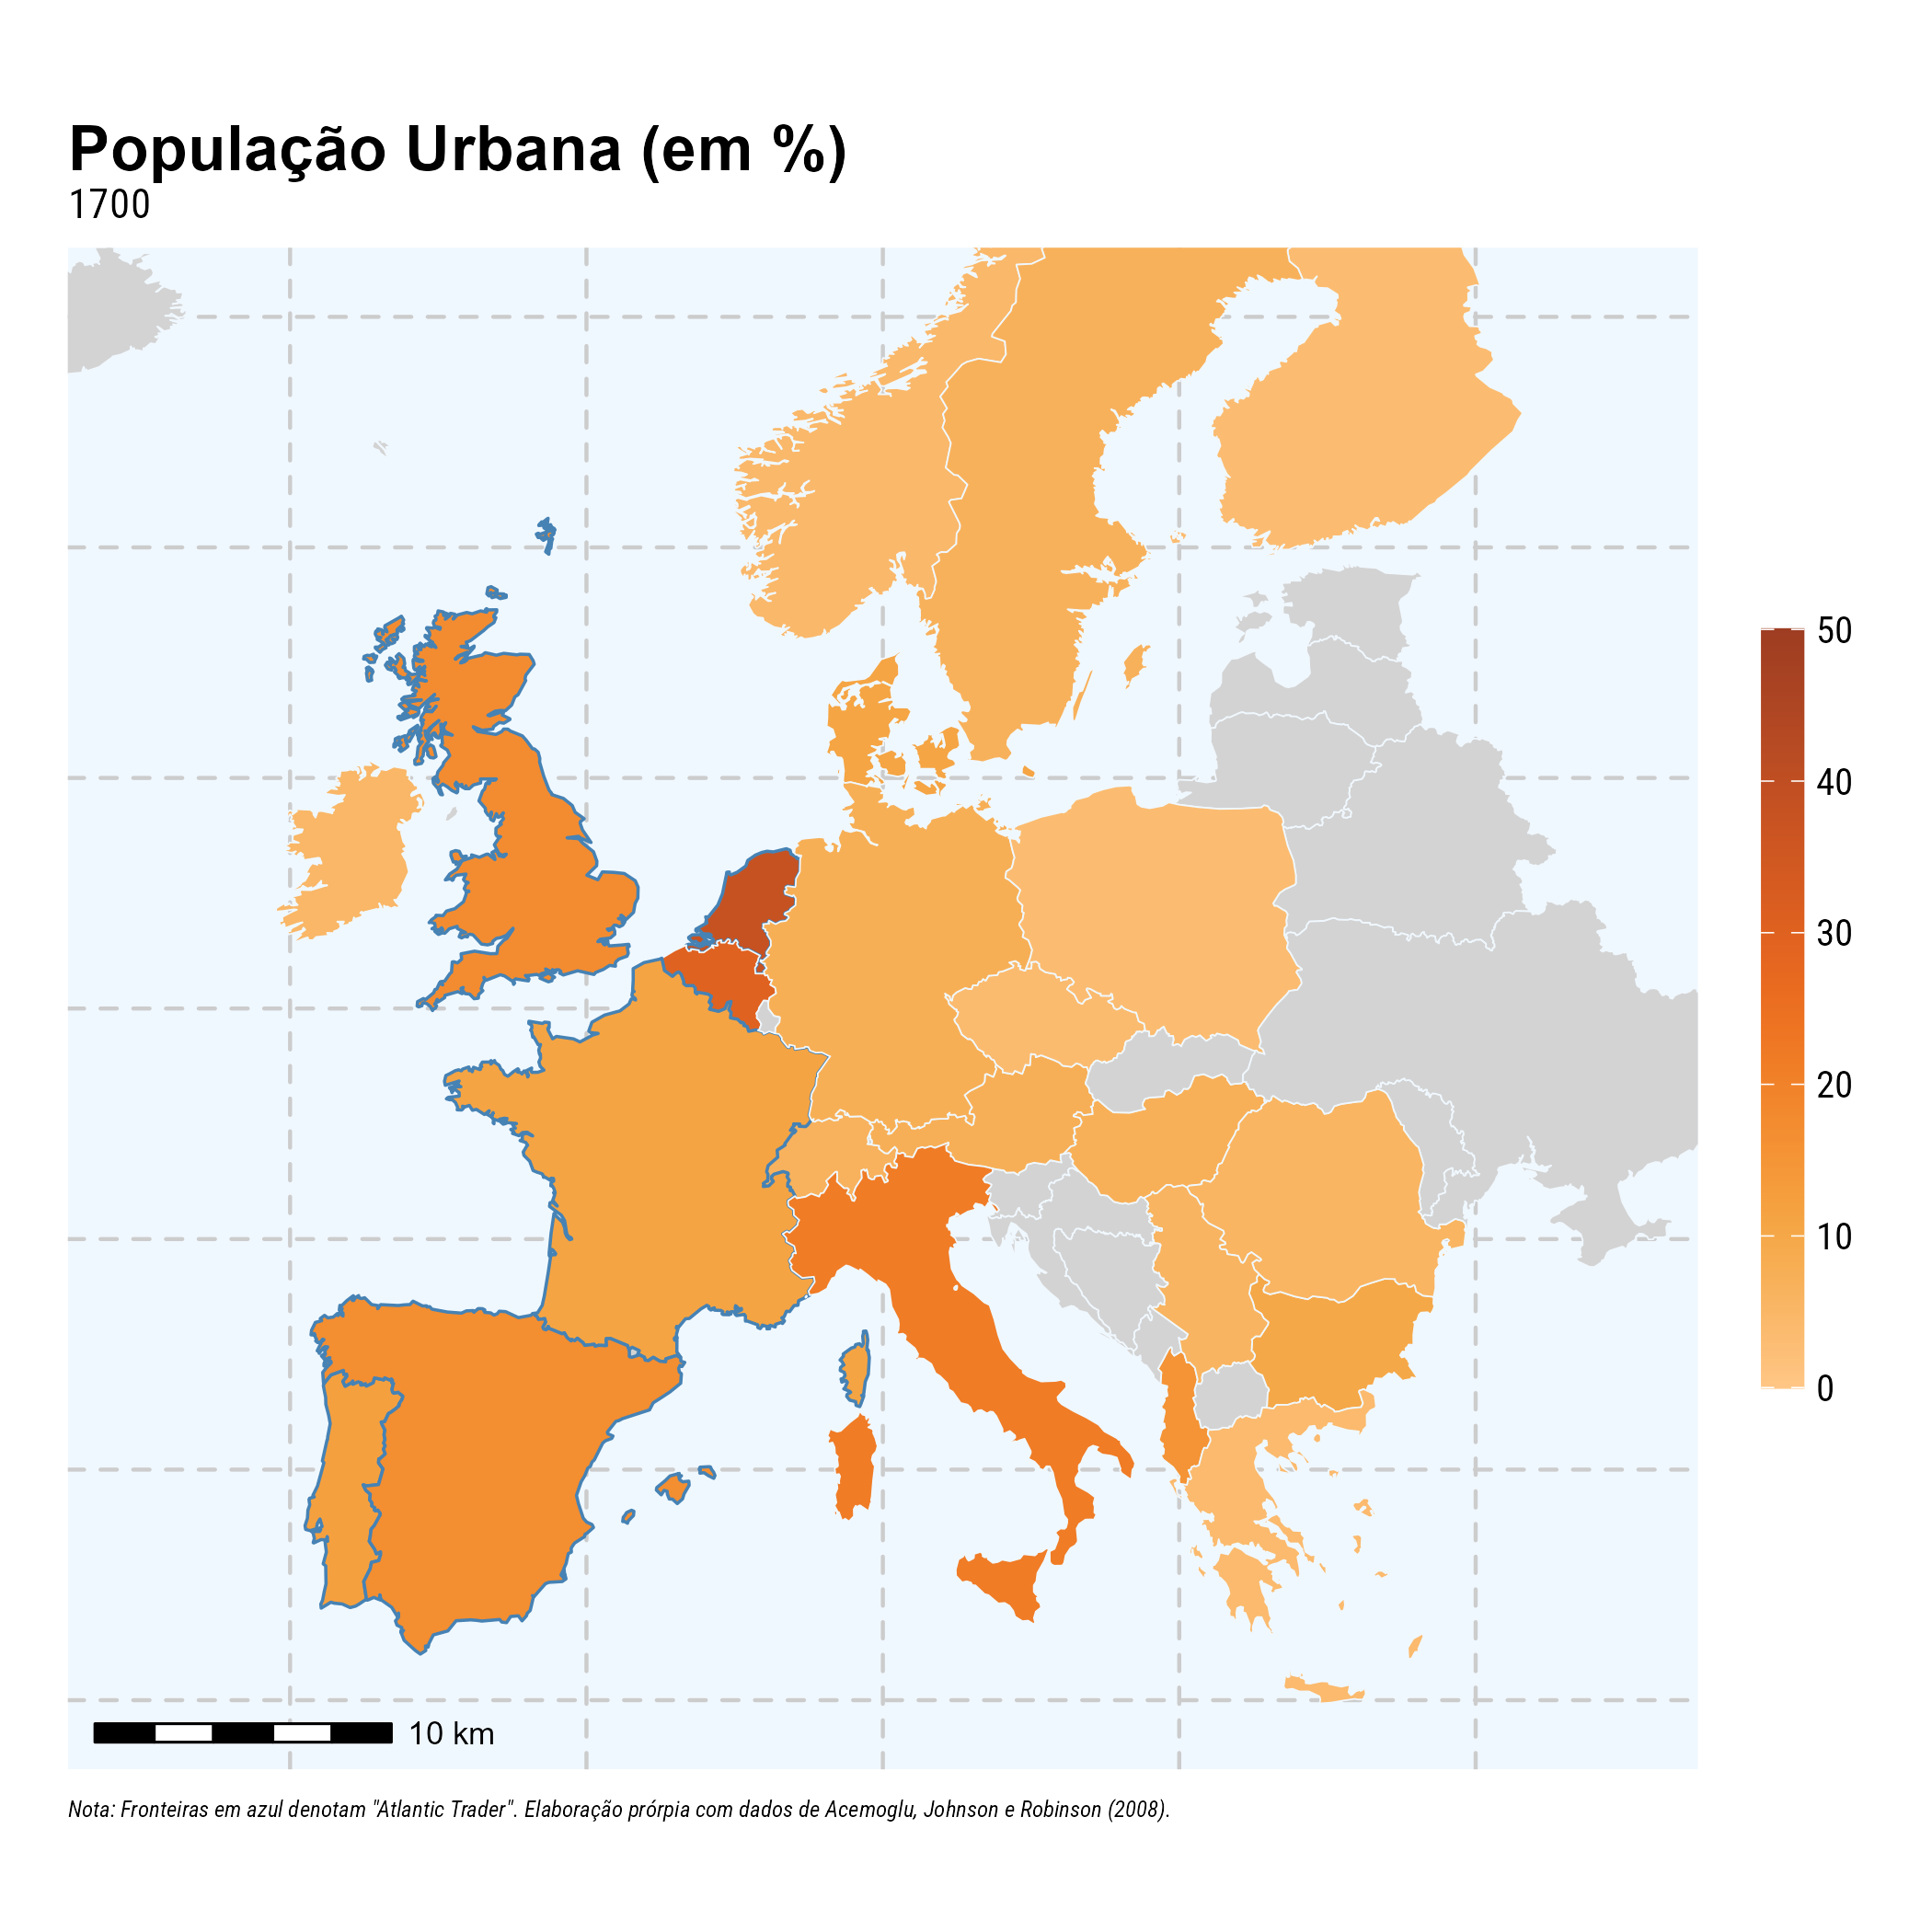 População Urbana (em %)
1700
50
40
30
20
10
0
10 km
Nota: Fronteiras em azul denotam "Atlantic Trader". Elaboração prórpia com dados de Acemoglu, Johnson e Robinson (2008).